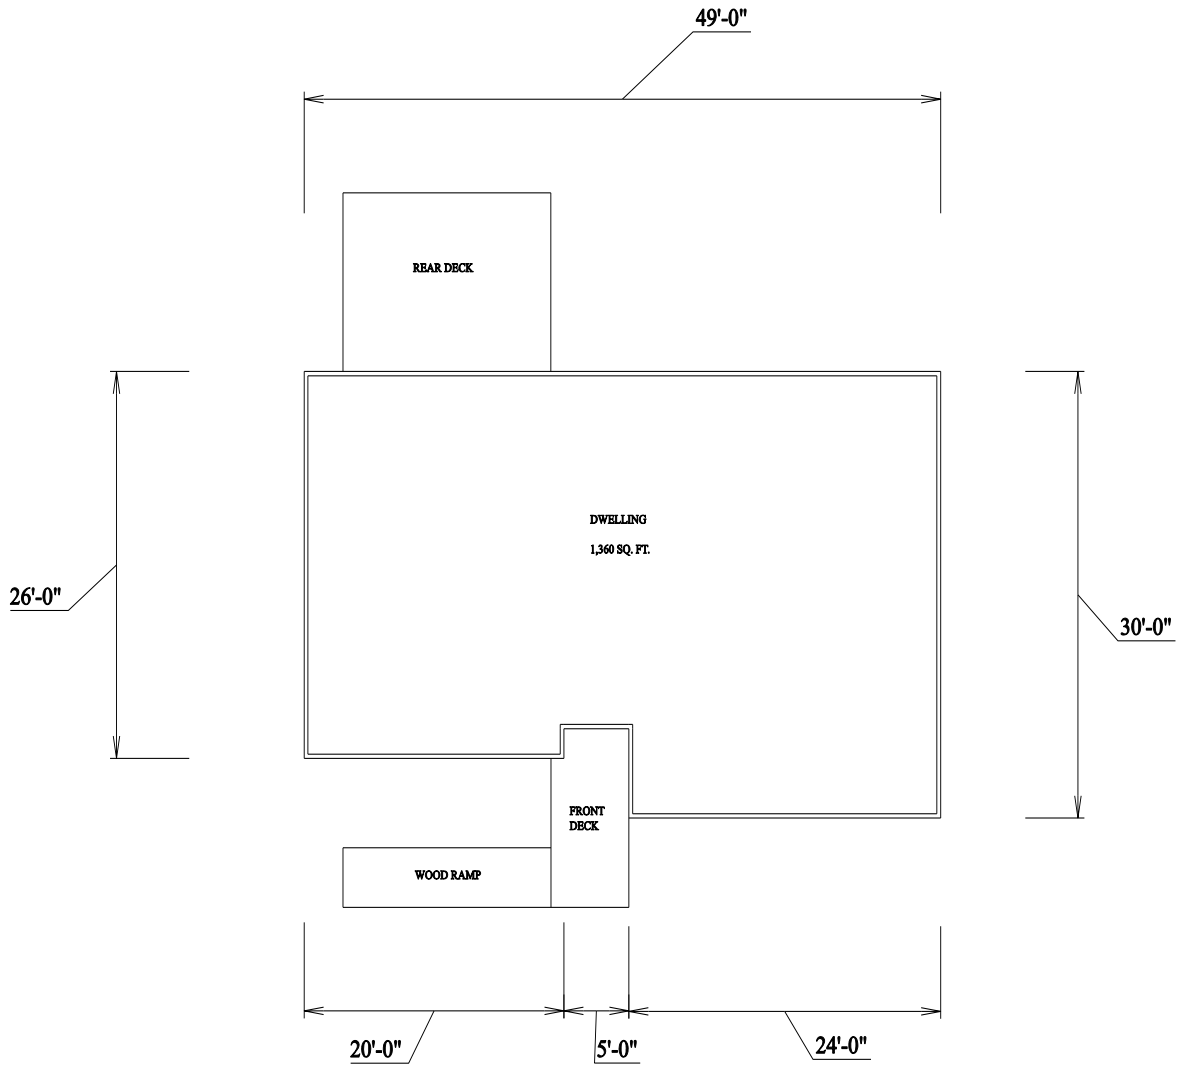 49'-0"
REAR DECK
DWELLING
1,360 SQ. FT.
26'-0"
30'-0"
FRONT
DECK
WOOD RAMP
20'-0"
5'-0"
24'-0"